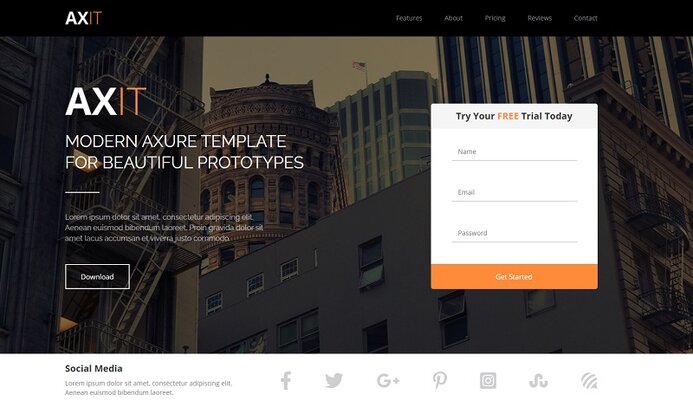 AXIT
Features
About
Pricing
Reviews
Contact
AXIT
MODERN AXURE TEMPLATE
FOR BEAUTIFUL PROTOTYPES
Lorem ipsum dolor sit amet, consectetur adipiscing elit.
Aenean euismod bibendum laoreet. Proin gravida dolor sit
amet lacus accumsan et viverra justo commodo.
Download
Try Your FREE Trial Today
Name
Email
Password
Get Started
Social Media
Lorem ipsum dolor sit amet, consectetur adipiscing elit.
Aenean euismod bibendum laoreet.